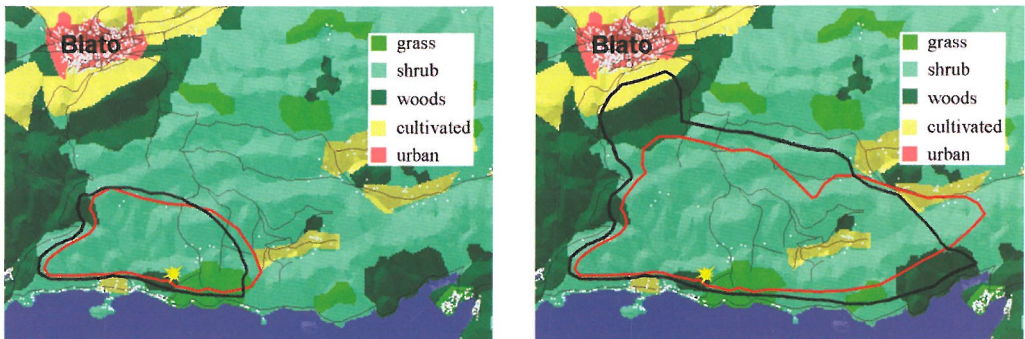 Blato
grass
shrub
woods
cultivated
urban
Blato
grass
shrub
woods
cultivated
urban